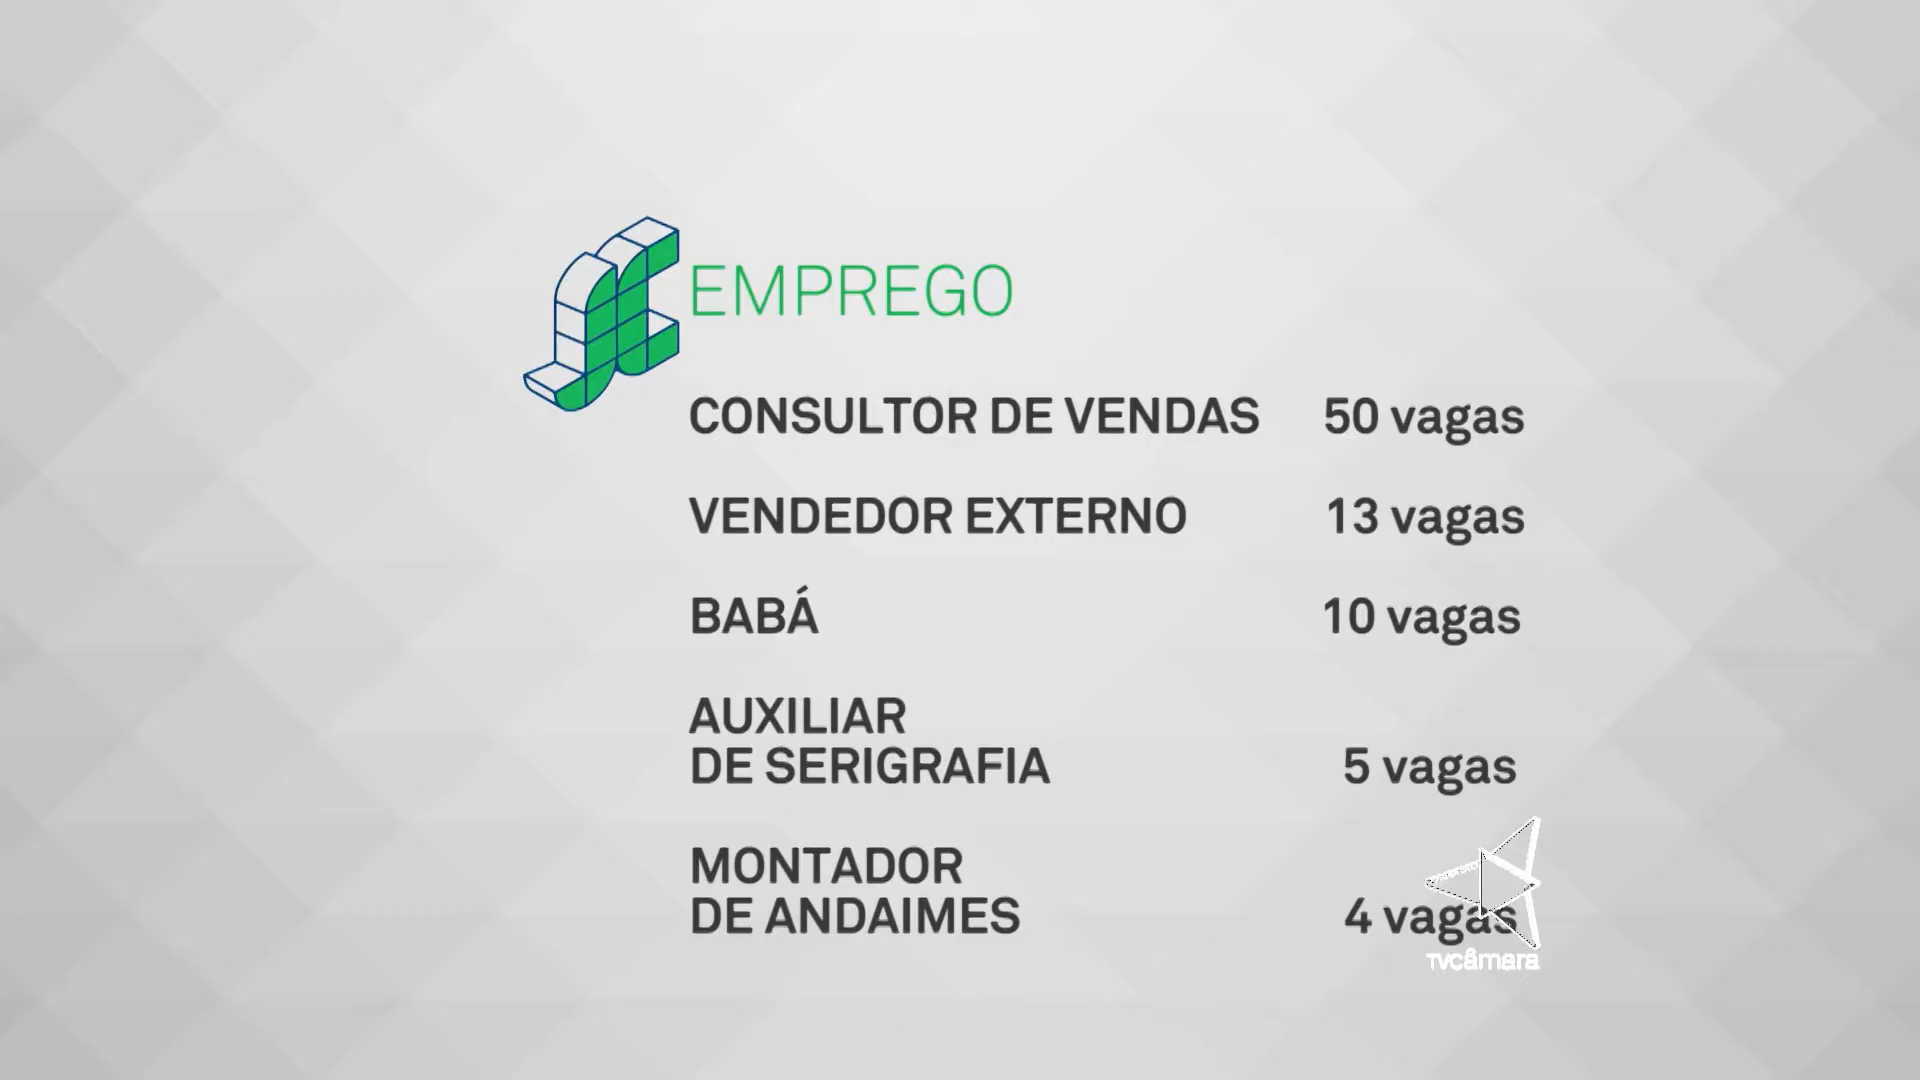 EMPREGO
CONSULTOR DE VENDAS 50 vagas
VENDEDOR EXTERNO 13 vagas
BABÁ 10 vagas
AUXILIAR
DE SERIGRAFIA 5 vagas
MONTADOR
DE ANDAIMES 4 vagas
TVCâmara